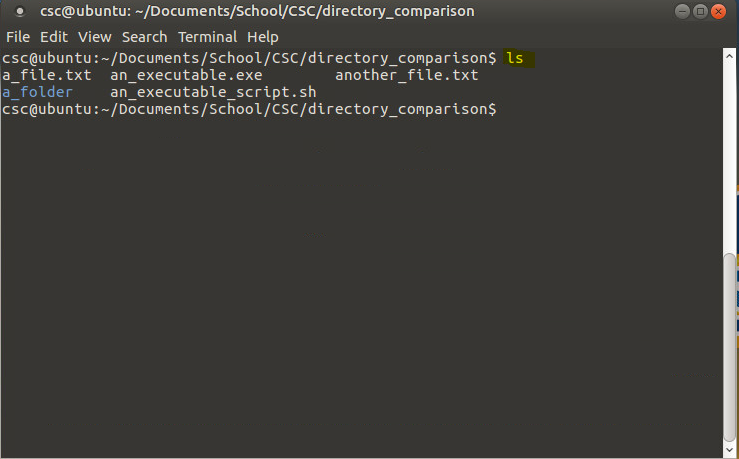 csc@ubuntu: ~/Documents/School/CSC/directory_comparison
File Edit View Search Terminal Help
csc@ubuntu:~/Documents/School/CSC/directory_comparison$ ls
a_file.txt  an_executable.exe        another_file.txt
a_folder    an_executable_script.sh
csc@ubuntu:~/Documents/School/CSC/directory_comparison$